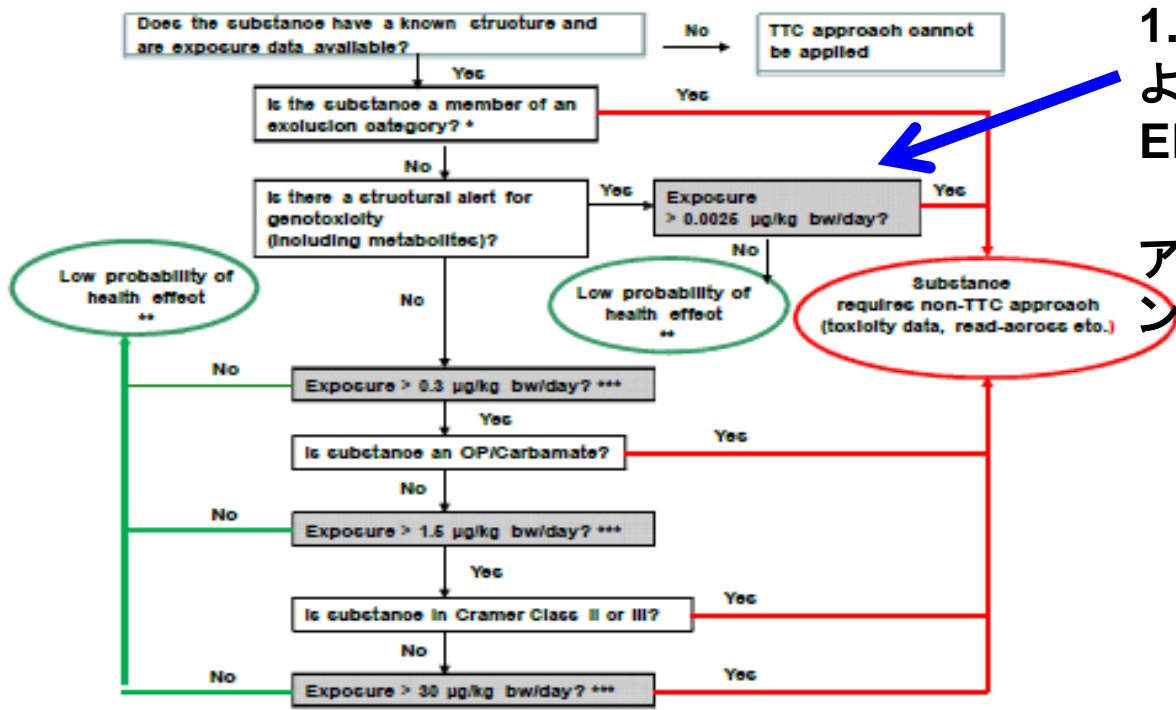 Does the substance have a known structure and
are exposure data available?
No
TTC approach cannot
be applied
1.
よ
EF
Yes
Is the substance a member of an
exclusion category? *
Yes
No
Is there a structural alert for
genotoxicity
(including metabolites)?
Yes
Exposure
> 0.0025 µg/kg bw/day?
Yes
No
Low probability of
health effect
**
No
Low probability of
health effect
**
Substance
requires non-TTC approach
(toxicity data, read-across etc.)
ア
ン
No
Exposure > 0.3 µg/kg bw/day? ***
Yes
Is substance an OP/Carbamate?
Yes
No
No
Exposure > 1.5 µg/kg bw/day? ***
Yes
Is substance in Cramer Class II or III?
Yes
No
No
Exposure > 30 µg/kg bw/day? ***
Yes